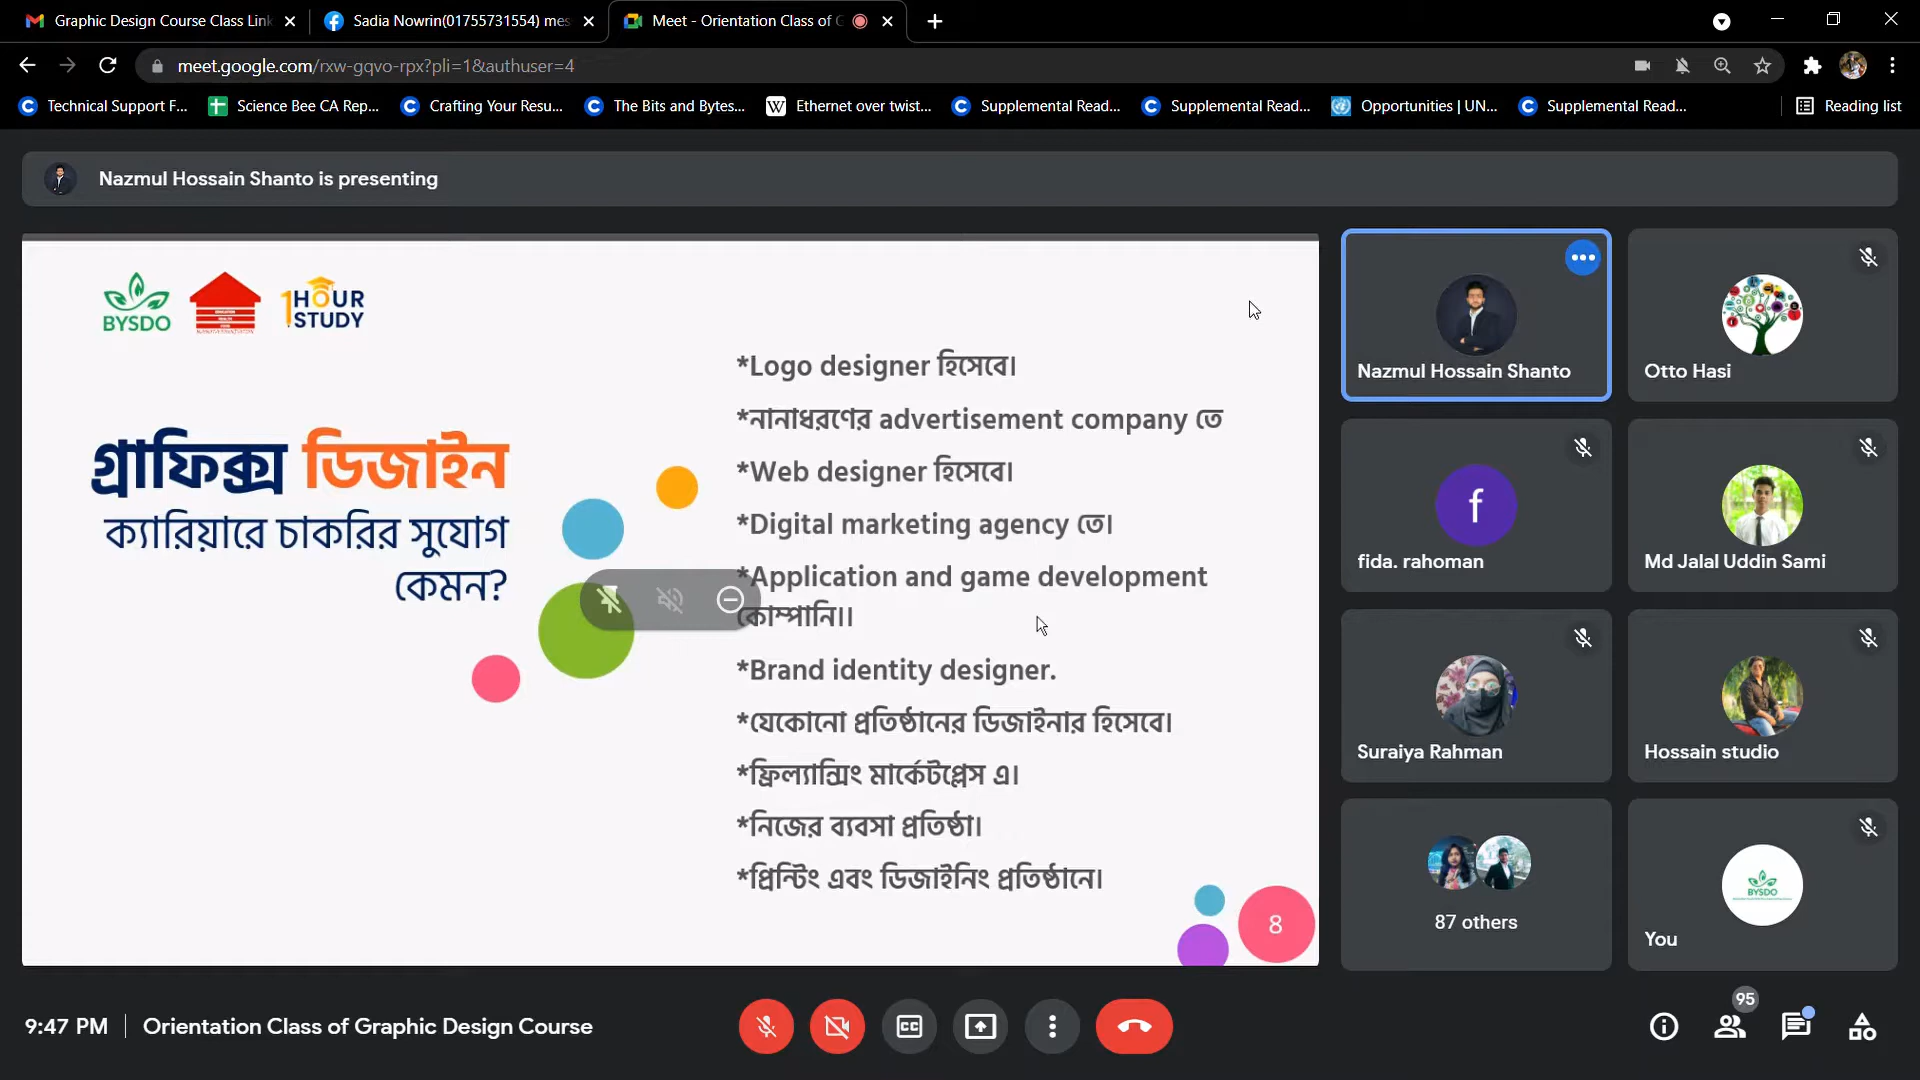 Graphic Design Course Class Link
Sadia Nowrin(01755731554) mes
Meet - Orientation Class of G
meet.google.com/rxw-gqvo-rpx?pli=1&authuser=4
Technical Support F...
Science Bee CA Rep...
Crafting Your Resu...
The Bits and Bytes...
W
Ethernet over twist...
Supplemental Read...
Supplemental Read...
Opportunities | UN...
Supplemental Read...
Reading list
Nazmul Hossain Shanto is presenting
BYSDO
1 HOUR
STUDY
গ্রাফিক্স ডিজাইন
ক্যারিয়ারে চাকরির সুযোগ
কেমন?
*Logo designer হিসেবে।
*নানাধরণের advertisement company তে
*Web designer হিসেবে।
*Digital marketing agency তে।
*Application and game development
কোম্পানি।।
*Brand identity designer.
*যেকোনো প্রতিষ্ঠানের ডিজাইনার হিসেবে।
*ফ্রিল্যান্সিং মার্কেটপ্লেস এ।
*নিজের ব্যবসা প্রতিষ্ঠা।
*প্রিন্টিং এবং ডিজাইনিং প্রতিষ্ঠানে।
8
Nazmul Hossain Shanto
Otto Hasi
f
fida. rahoman
Md Jalal Uddin Sami
Suraiya Rahman
Hossain studio
87 others
BYSDO
You
9:47 PM
Orientation Class of Graphic Design Course
CC
95